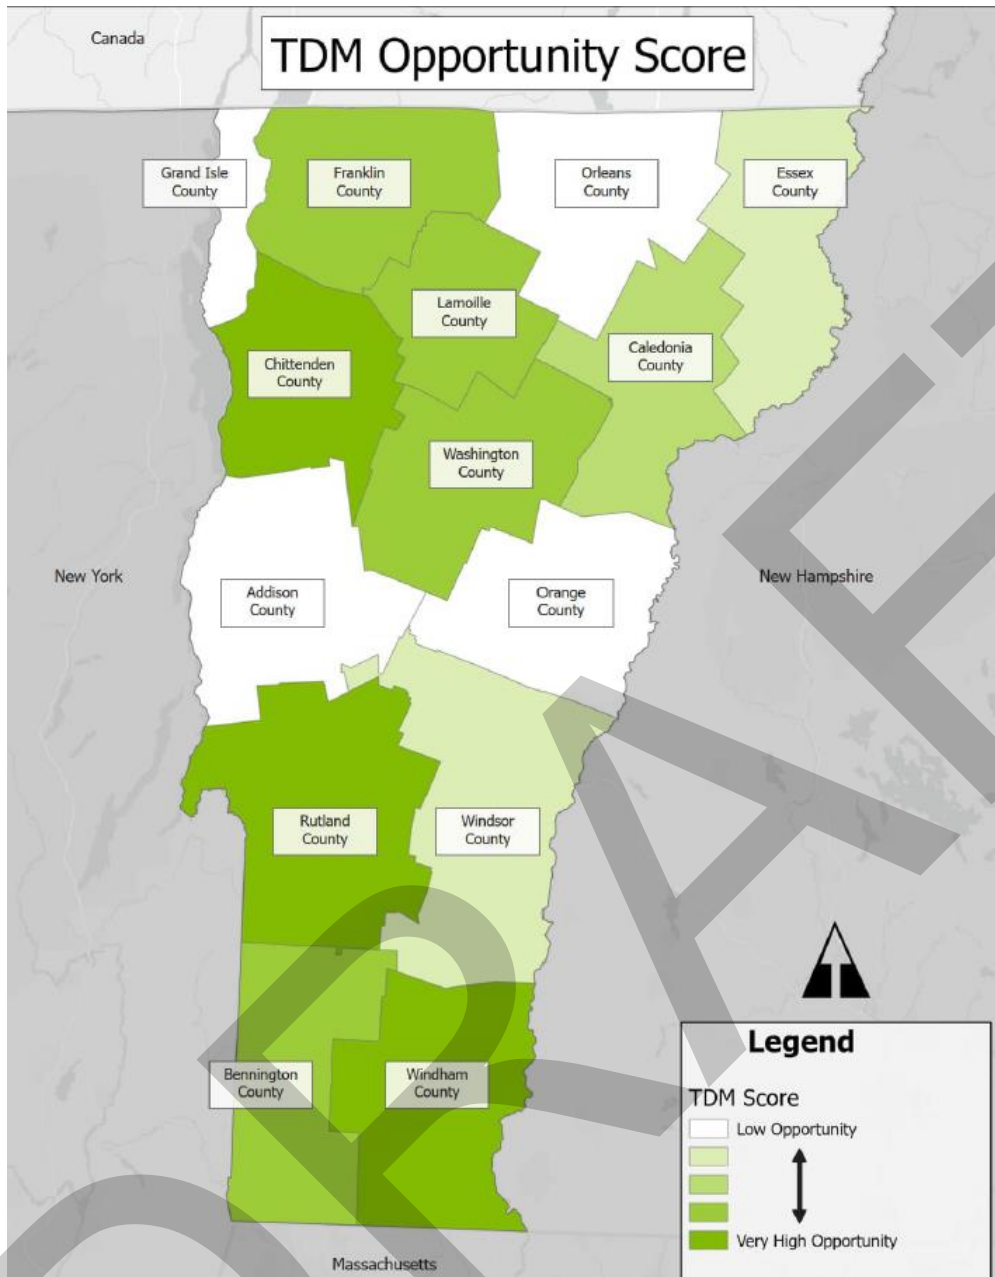 Canada
TDM Opportunity Score
Grand Isle
County
Franklin
County
Orleans
County
Essex
County
Lamoille
County
Caledonia
County
Chittenden
County
Washington
County
New York
Addison
County
Orange
County
New Hampshire
Rutland
County
Windsor
County
Bennington
County
Windham
County
Massachusetts
Legend
TDM Score
Low Opportunity
Very High Opportunity